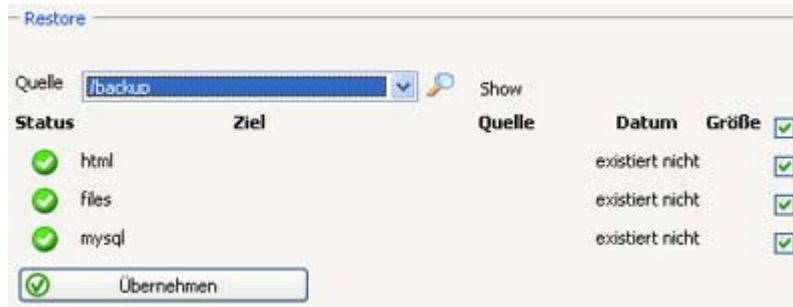 Restore
Quelle /backup Show
Status Ziel Quelle Datum Größe
html existiert nicht
files existiert nicht
mysql existiert nicht
Übernehmen